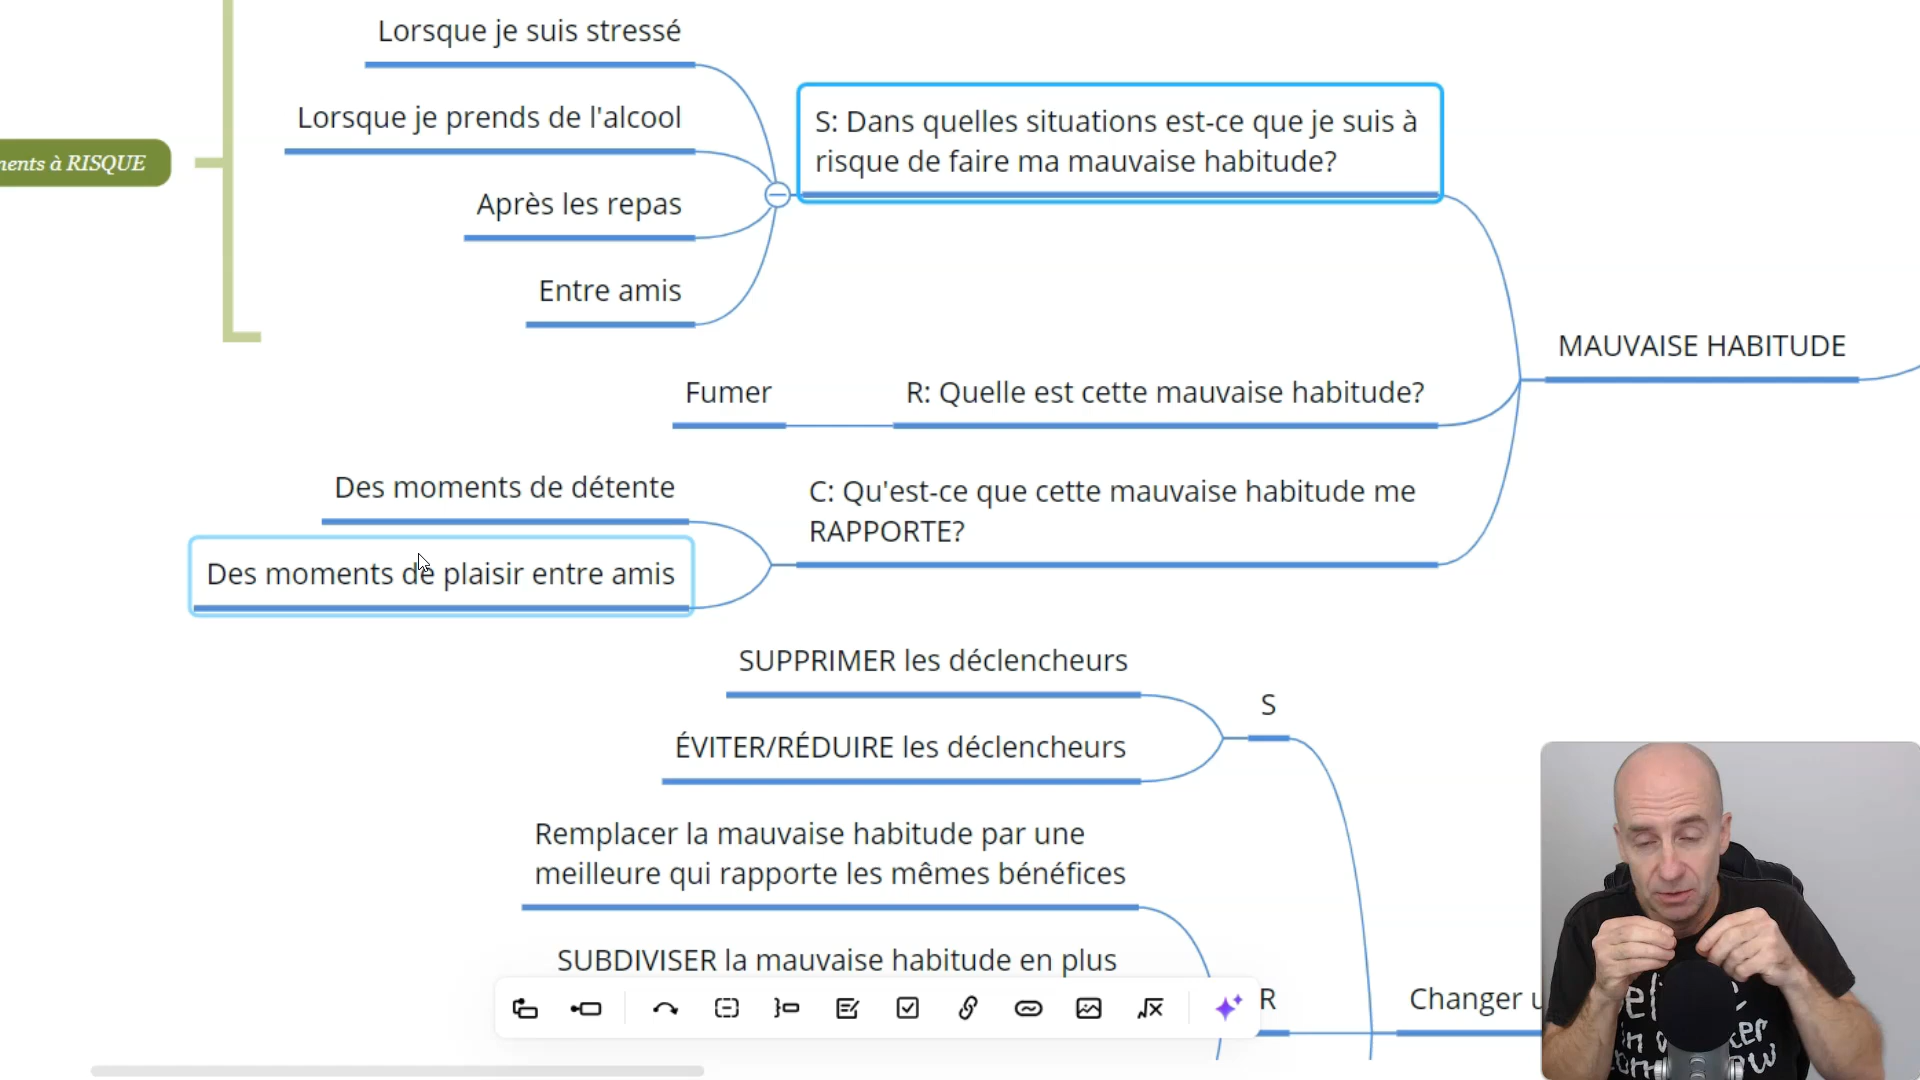 Lorsque je suis stressé
Lorsque je prends de l'alcool
Après les repas
Entre amis
à RISQUE
S: Dans quelles situations est-ce que je suis à
risque de faire ma mauvaise habitude?
MAUVAISE HABITUDE
Fumer
R: Quelle est cette mauvaise habitude?
Des moments de détente
Des moments de plaisir entre amis
C: Qu'est-ce que cette mauvaise habitude me
RAPPORTE?
SUPPRIMER les déclencheurs
ÉVITER/RÉDUIRE les déclencheurs
S
Remplacer la mauvaise habitude par une
meilleure qui rapporte les mêmes bénéfices
SUBDIVISER la mauvaise habitude en plus
R
Changer